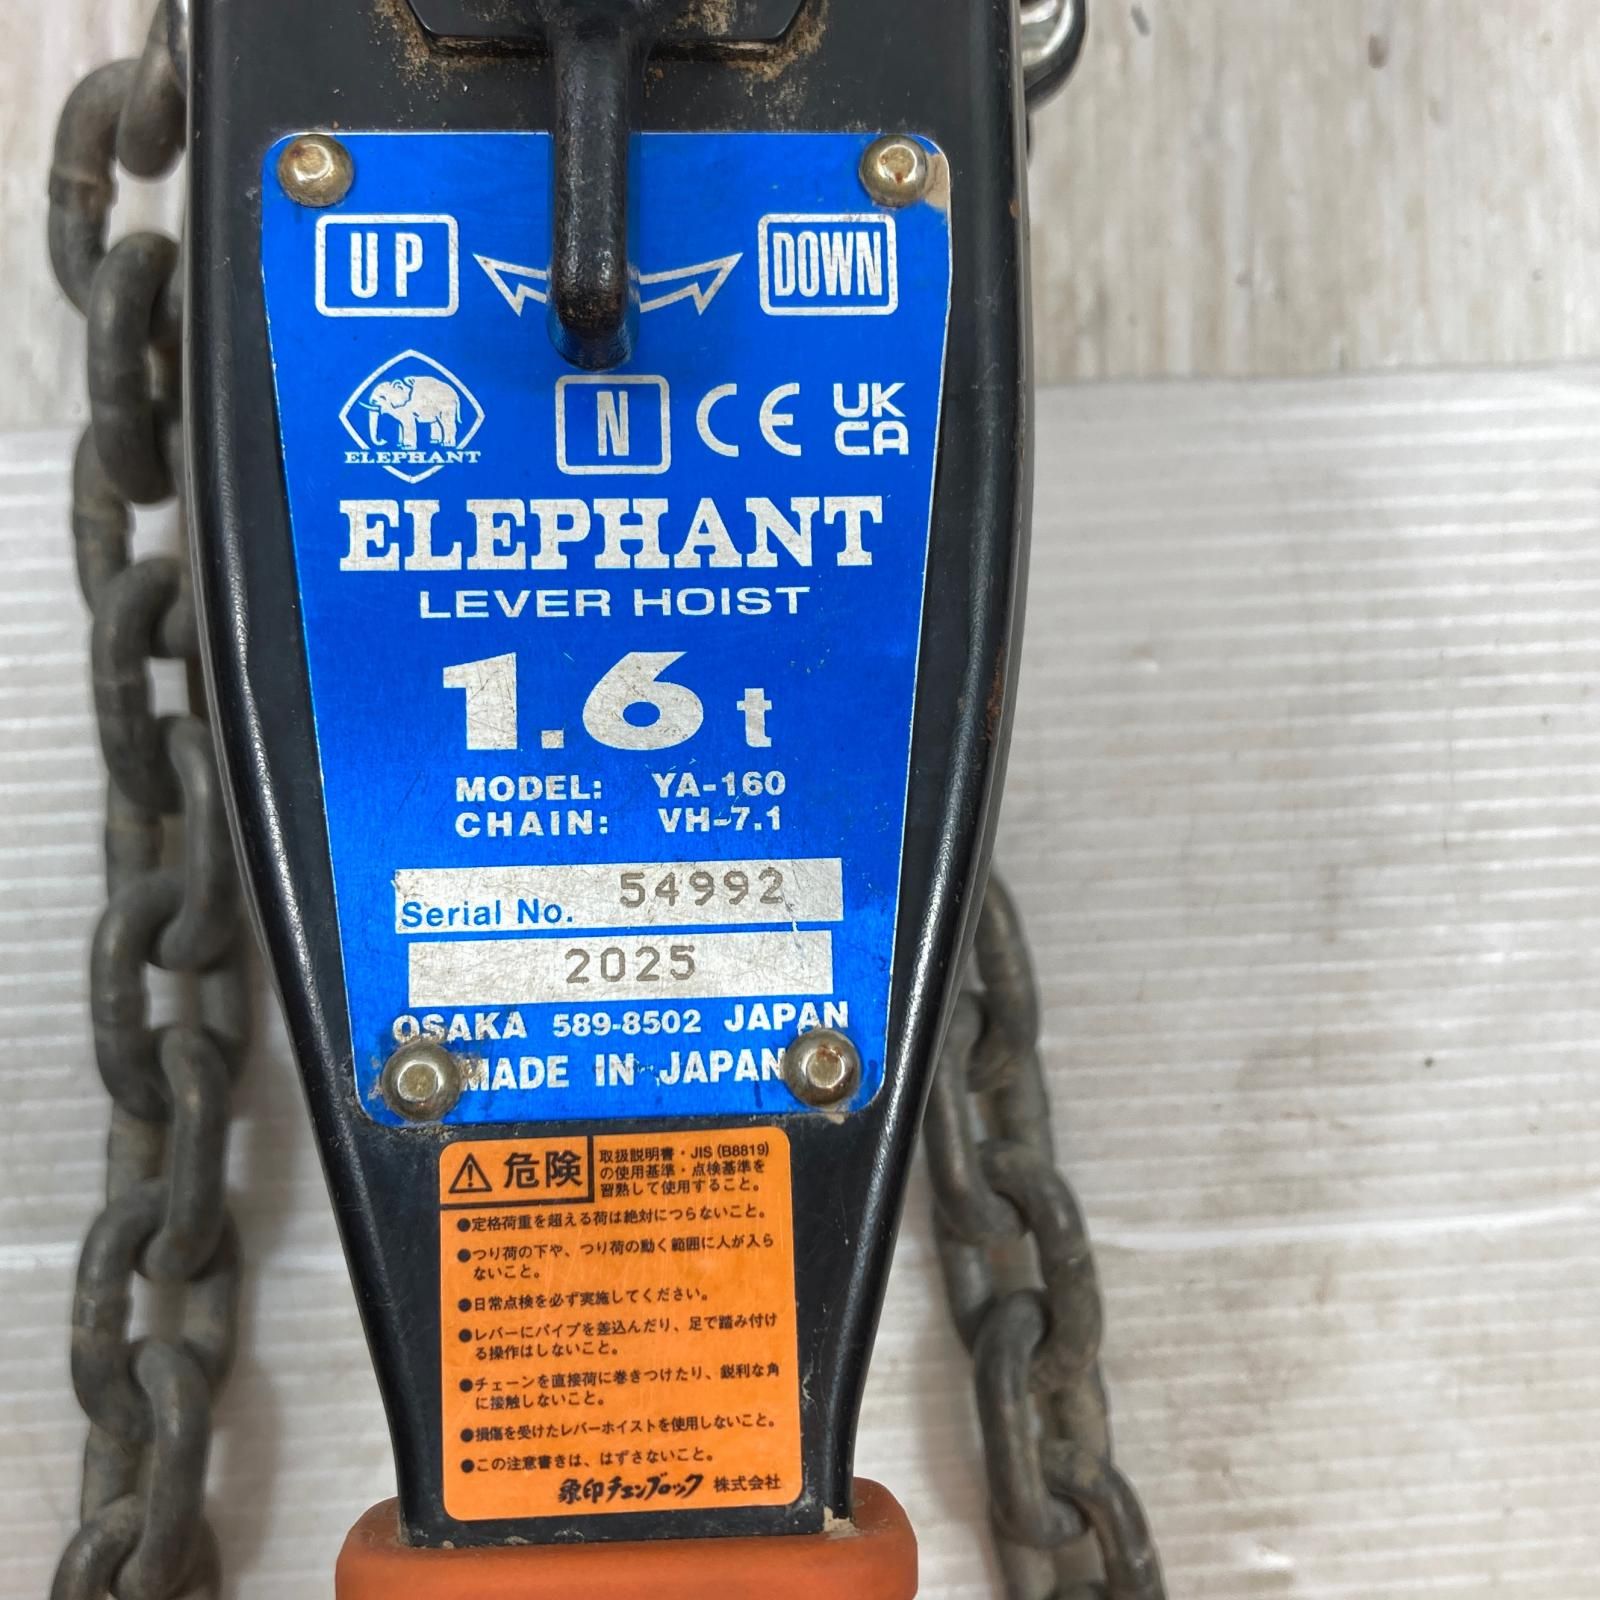 UP
DOWN
N
CE
UK
CA
ELEPHANT
ELEPHANT
LEVER HOIST
1.6 t
MODEL: YA-160
CHAIN: VH-7.1
Serial No. 54992
2025
OSAKA 589-8502 JAPAN
MADE IN JAPAN
危険
取扱説明書・JIS(B8819)
の使用基準・点検基準を
習熟して使用すること。
●定格荷重を超える荷は絶対につらないこと。
●つり荷の下や、つり荷の動く範囲に人が入ら
ないこと。
●日常点検を必ず実施してください。
●レバーにパイプを差込んだり、足で踏み付け
る操作はしないこと。
●チェーンを直接荷に巻きつけたり、鋭利な角
に接触しないこと。
●損傷を受けたレバーホイストを使用しないこと。
●この注意書きは、はずさないこと。
象印チェンブロック 株式会社